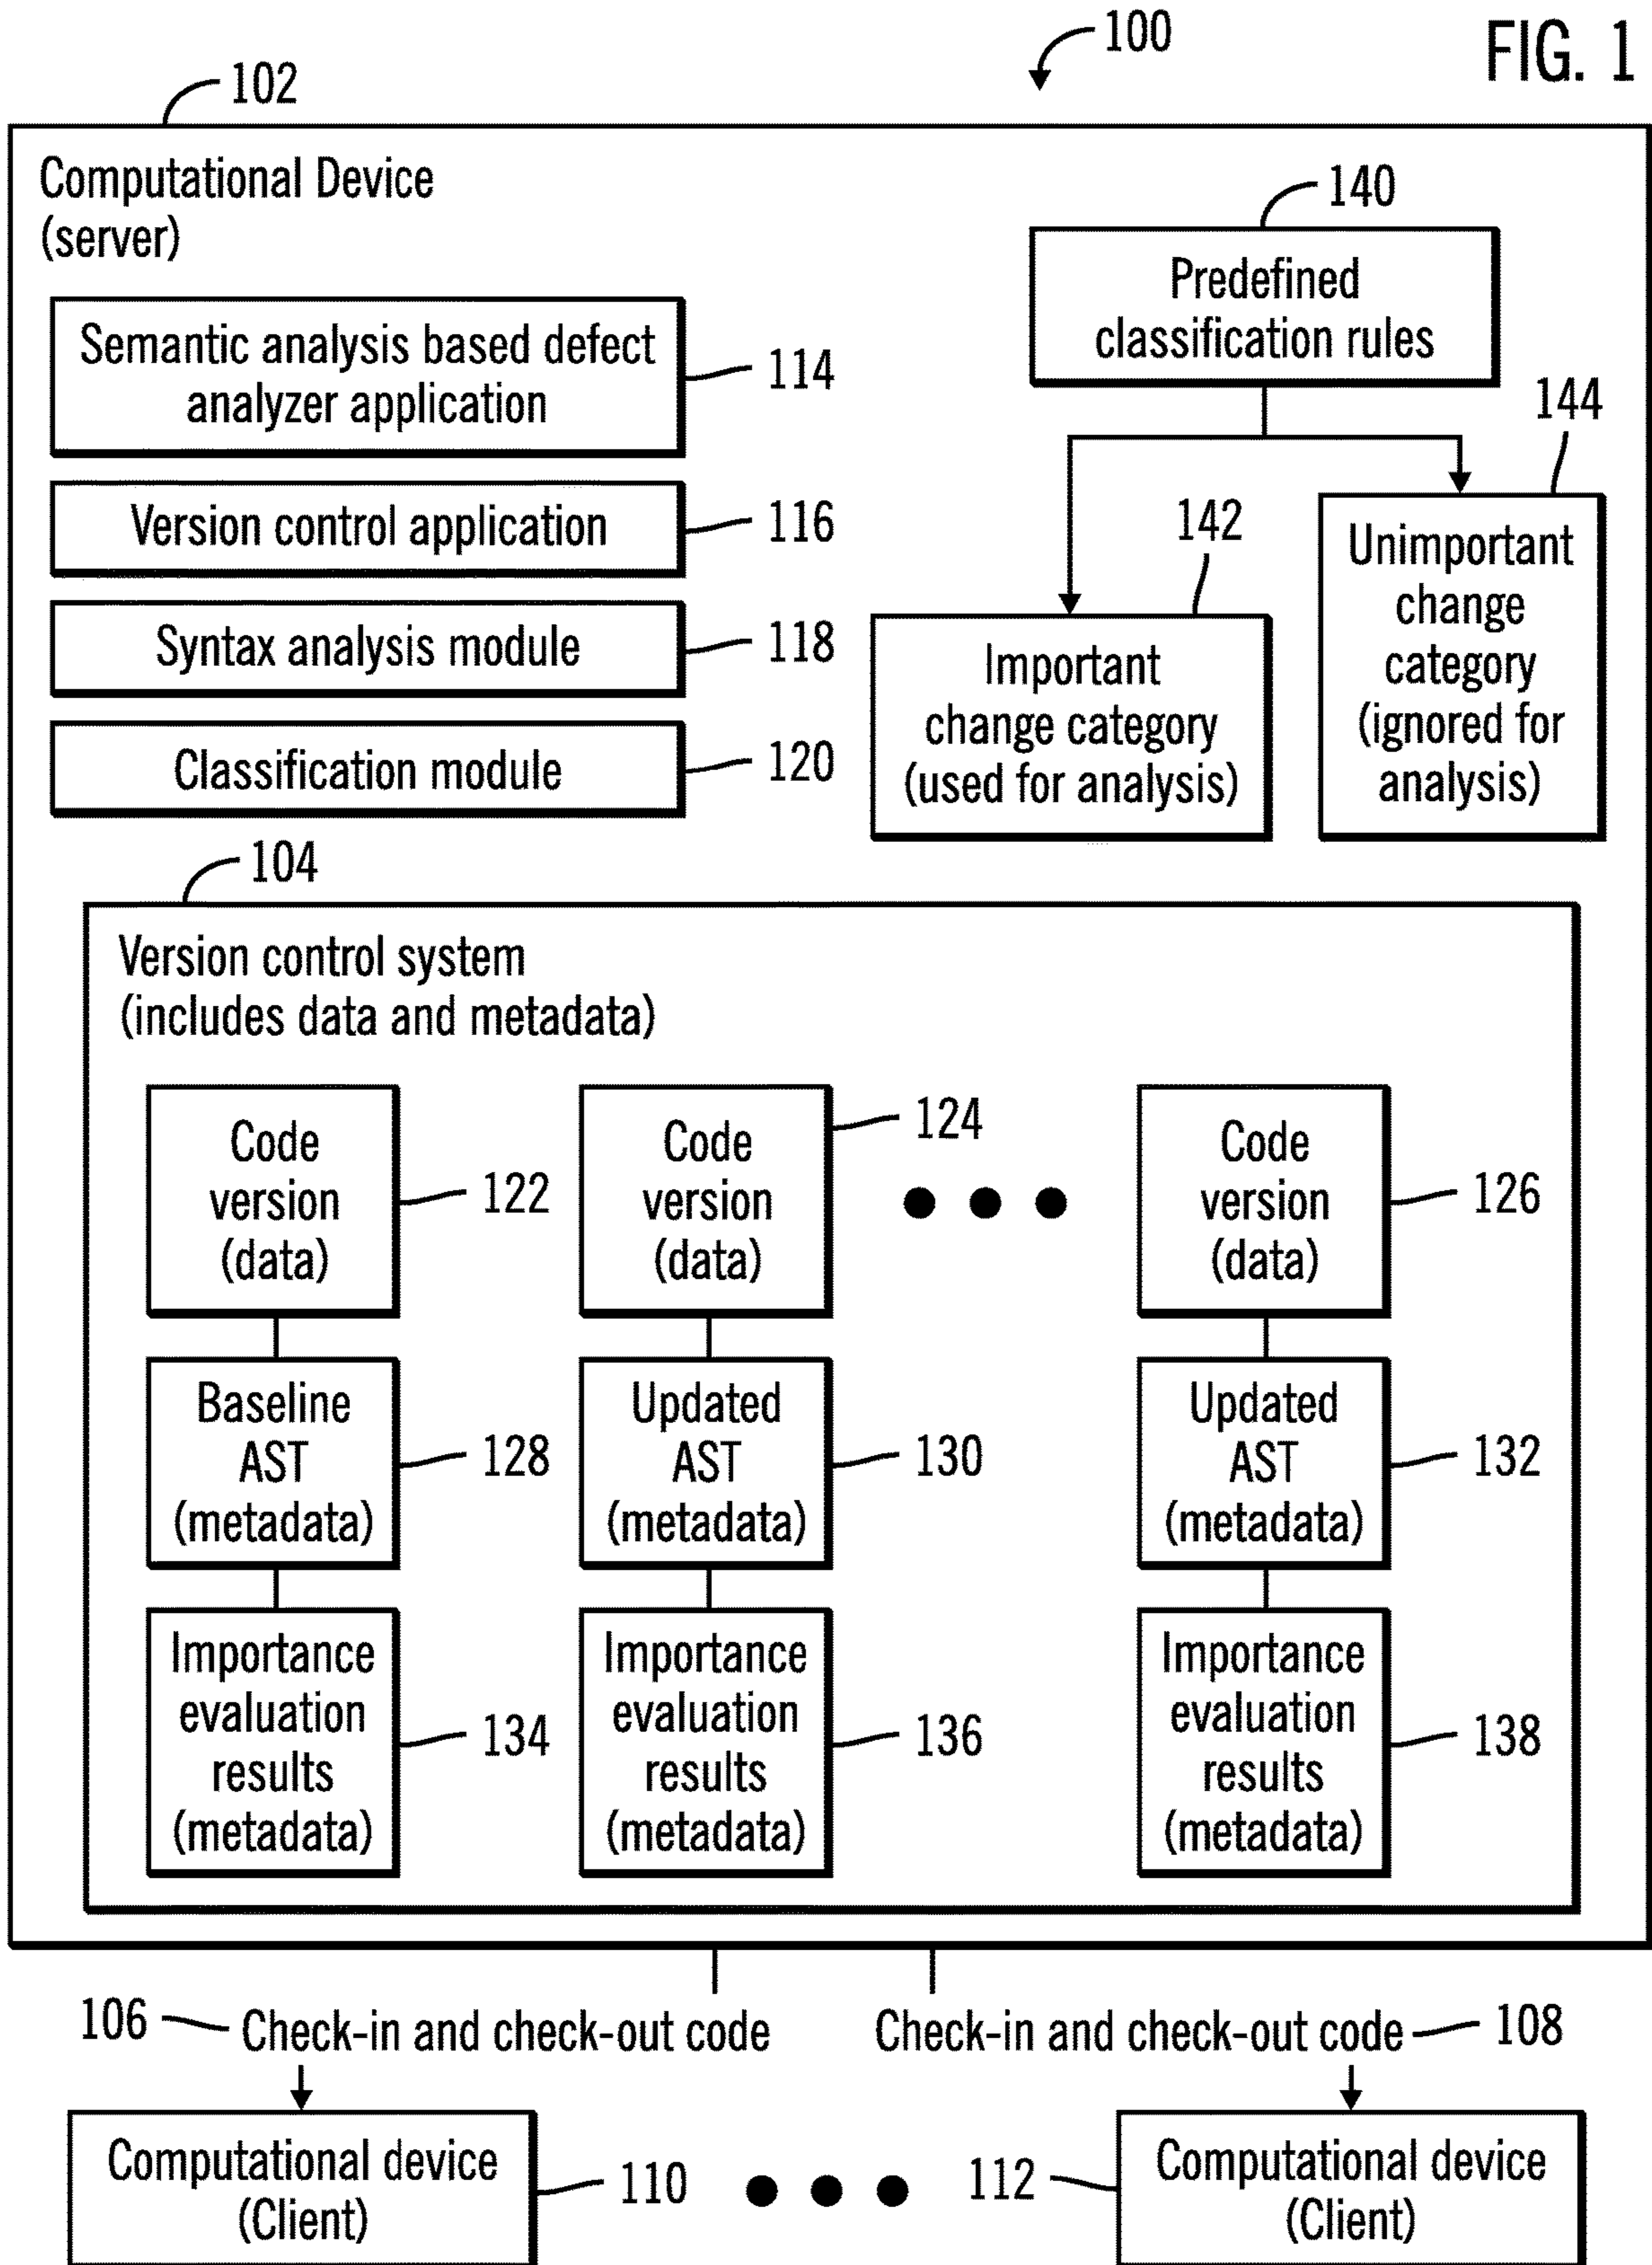 100
FIG. 1
102
Computational Device
(server)
140
Predefined
classification rules
Semantic analysis based defect
analyzer application
114
144
Version control application
116
142
Unimportant
change
category
(ignored for
analysis)
Syntax analysis module
118
Important
change category
(used for analysis)
Classification module
120
104
Version control system
(includes data and metadata)
Code
version
(data)
122
Code
version
(data)
124
Code
version
(data)
126
Baseline
AST
(metadata)
128
Updated
AST
(metadata)
130
Updated
AST
(metadata)
132
Importance
evaluation
results
(metadata)
134
Importance
evaluation
results
(metadata)
136
Importance
evaluation
results
(metadata)
138
106
Check-in and check-out code
Check-in and check-out code
108
Computational device
(Client)
110
112
Computational device
(Client)